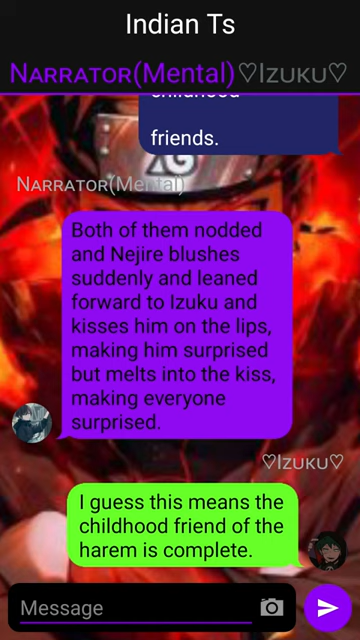 Indian Ts
Narrator(Mental)♡Izuku♡
childhood
friends.
Narrator(Mental)
Both of them nodded
and Nejire blushes
suddenly and leaned
forward to Izuku and
kisses him on the lips,
making him surprised
but melts into the kiss,
making everyone
surprised.
♡Izuku♡
I guess this means the
childhood friend of the
harem is complete.
Message